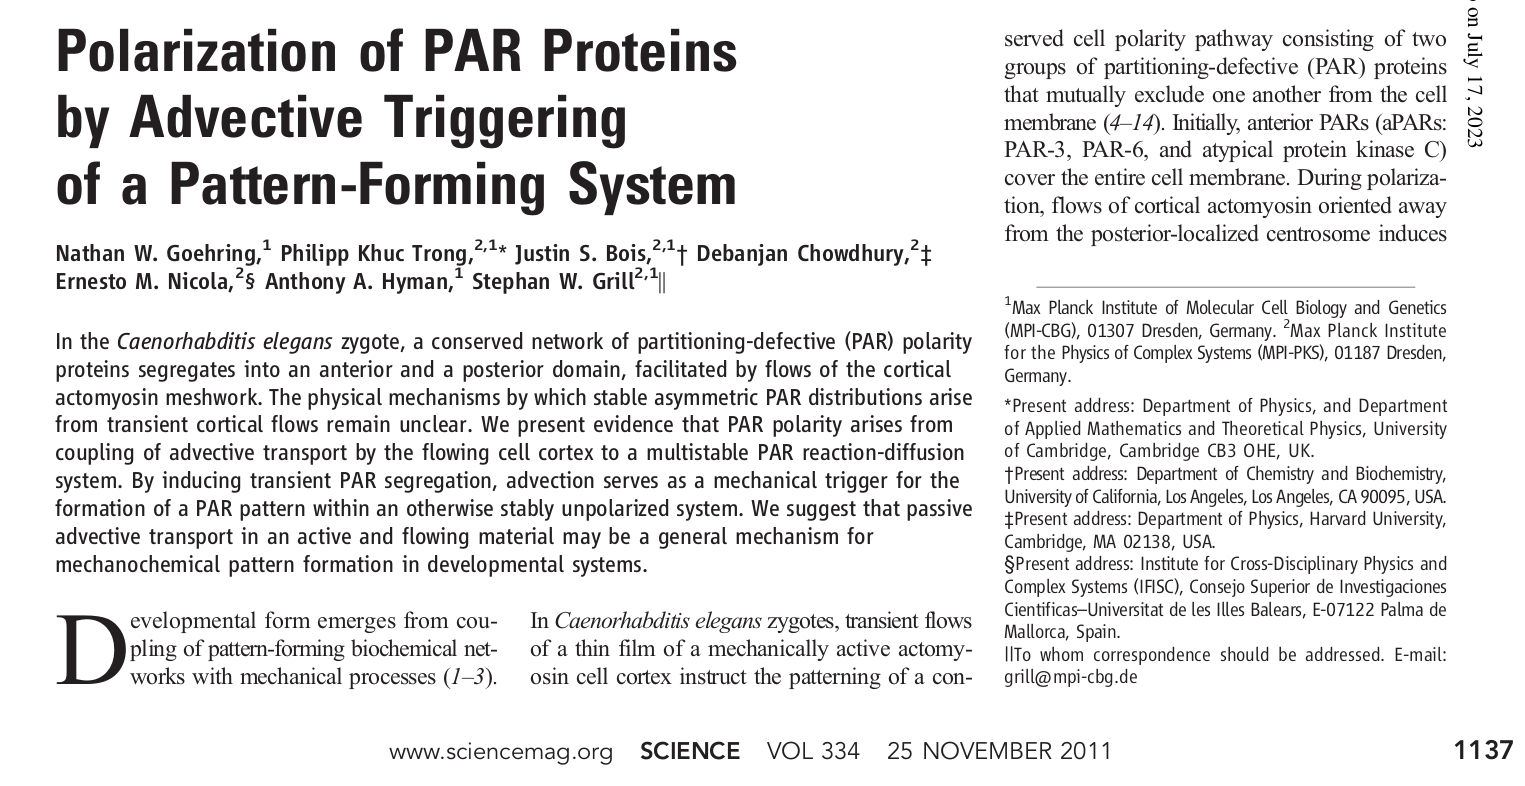 Polarization of PAR Proteins
by Advective Triggering
of a Pattern-Forming System
Nathan W. Goehring,1 Philipp Khuc Trong,2,1* Justin S. Bois,2,1† Debanjan Chowdhury,2‡
Ernesto M. Nicola,2§ Anthony A. Hyman,1 Stephan W. Grill2,1||
In the Caenorhabditis elegans zygote, a conserved network of partitioning-defective (PAR) polarity
proteins segregates into an anterior and a posterior domain, facilitated by flows of the cortical
actomyosin meshwork. The physical mechanisms by which stable asymmetric PAR distributions arise
from transient cortical flows remain unclear. We present evidence that PAR polarity arises from
coupling of advective transport by the flowing cell cortex to a multistable PAR reaction-diffusion
system. By inducing transient PAR segregation, advection serves as a mechanical trigger for the
formation of a PAR pattern within an otherwise stably unpolarized system. We suggest that passive
advective transport in an active and flowing material may be a general mechanism for
mechanochemical pattern formation in developmental systems.
Developmental form emerges from cou-
pling of pattern-forming biochemical net-
works with mechanical processes (1–3).
In Caenorhabditis elegans zygotes, transient flows
of a thin film of a mechanically active actomy-
osin cell cortex instruct the patterning of a con-
served cell polarity pathway consisting of two
groups of partitioning-defective (PAR) proteins
that mutually exclude one another from the cell
membrane (4–14). Initially, anterior PARs (aPARs:
PAR-3, PAR-6, and atypical protein kinase C)
cover the entire cell membrane. During polariza-
tion, flows of cortical actomyosin oriented away
from the posterior-localized centrosome induces
1Max Planck Institute of Molecular Cell Biology and Genetics
(MPI-CBG), 01307 Dresden, Germany. 2Max Planck Institute
for the Physics of Complex Systems (MPI-PKS), 01187 Dresden,
Germany.
*Present address: Department of Physics, and Department
of Applied Mathematics and Theoretical Physics, University
of Cambridge, Cambridge CB3 OHE, UK.
†Present address: Department of Chemistry and Biochemistry,
University of California, Los Angeles, Los Angeles, CA 90095, USA.
‡Present address: Department of Physics, Harvard University,
Cambridge, MA 02138, USA.
§Present address: Institute for Cross-Disciplinary Physics and
Complex Systems (IFISC), Consejo Superior de Investigaciones
Cientificas–Universitat de les Illes Balears, E-07122 Palma de
Mallorca, Spain.
||To whom correspondence should be addressed. E-mail:
grill@mpi-cbg.de
on July 17, 2023
www.sciencemag.org SCIENCE VOL 334 25 NOVEMBER 2011 1137